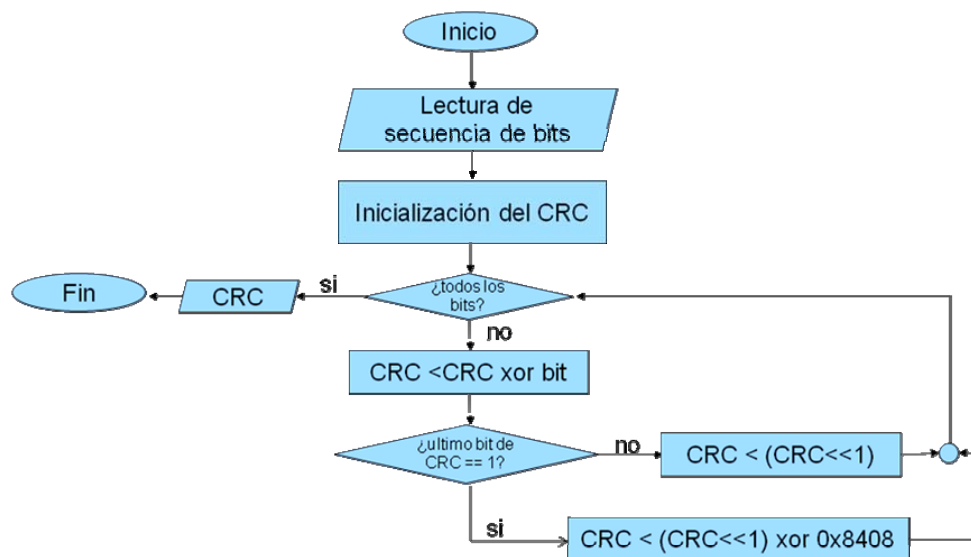 Inicio
Lectura de
secuencia de bits
Inicialización del CRC
¿todos los
bits?
si
CRC
Fin
no
CRC <CRC xor bit
¿ultimo bit de
CRC == 1?
no
CRC < (CRC<<1)
si
CRC < (CRC<<1) xor 0x8408